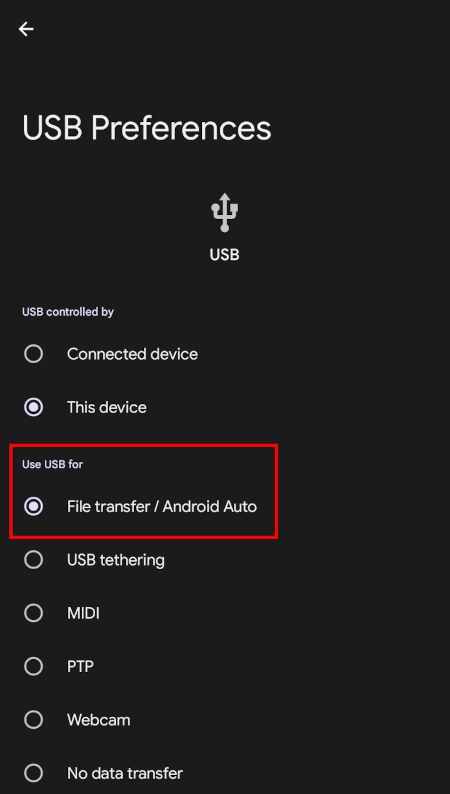 USB Preferences
USB
USB controlled by
Connected device
This device
Use USB for
File transfer / Android Auto
USB tethering
MIDI
PTP
Webcam
No data transfer